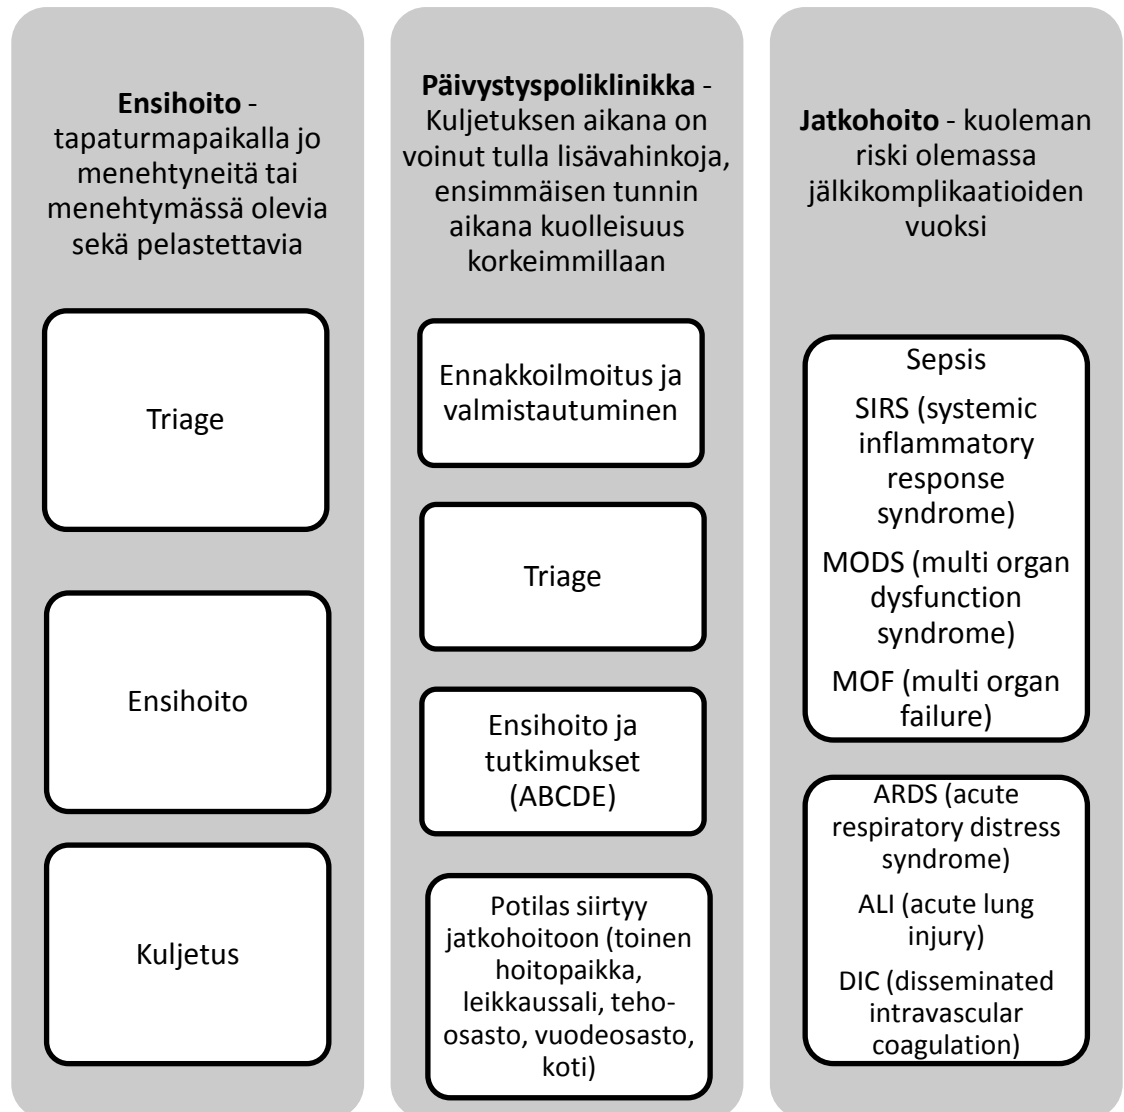 Ensihoito -
tapaturmapaikalla jo
menehtyneitä tai
menehtymässä olevia
sekä pelastettavia
Triage
Ensihoito
Kuljetus
Päivystyspoliklinikka -
Kuljetuksen aikana on
voinut tulla lisävahinkoja,
ensimmäisen tunnin
aikana kuolleisuus
korkeimmillaan
Ennakkoilmoitus ja
valmistautuminen
Triage
Ensihoito ja
tutkimukset
(ABCDE)
Potilas siirtyy
jatkohoitoon (toinen
hoitopaikka,
leikkaussali, teho-
osasto, vuodeosasto,
koti)
Jatkohoito - kuoleman
riski olemassa
jälkikomplikaatioiden
vuoksi
Sepsis
SIRS (systemic
inflammatory
response
syndrome)
MODS (multi organ
dysfunction
syndrome)
MOF (multi organ
failure)
ARDS (acute
respiratory distress
syndrome)
ALI (acute lung
injury)
DIC (disseminated
intravascular
coagulation)